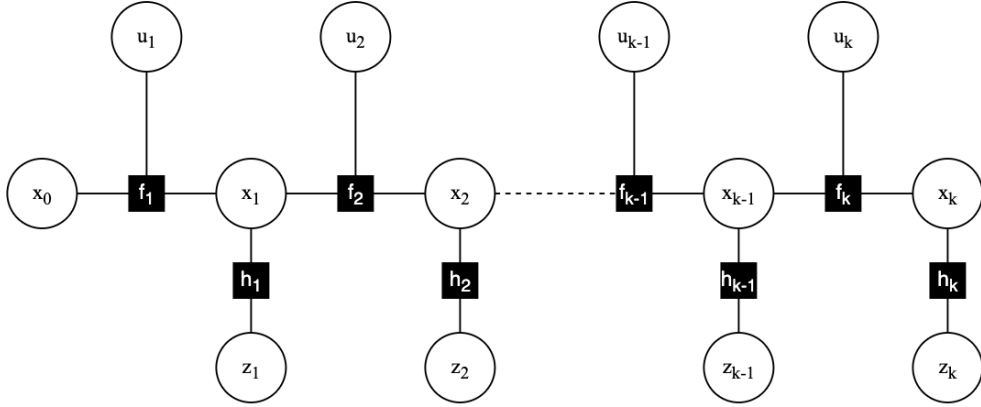 u1 u2 uk-1 uk
x0 f1 x1 f2 x2 fk-1 xk-1 fk xk
h1 h2 hk-1 hk
z1 z2 zk-1 zk